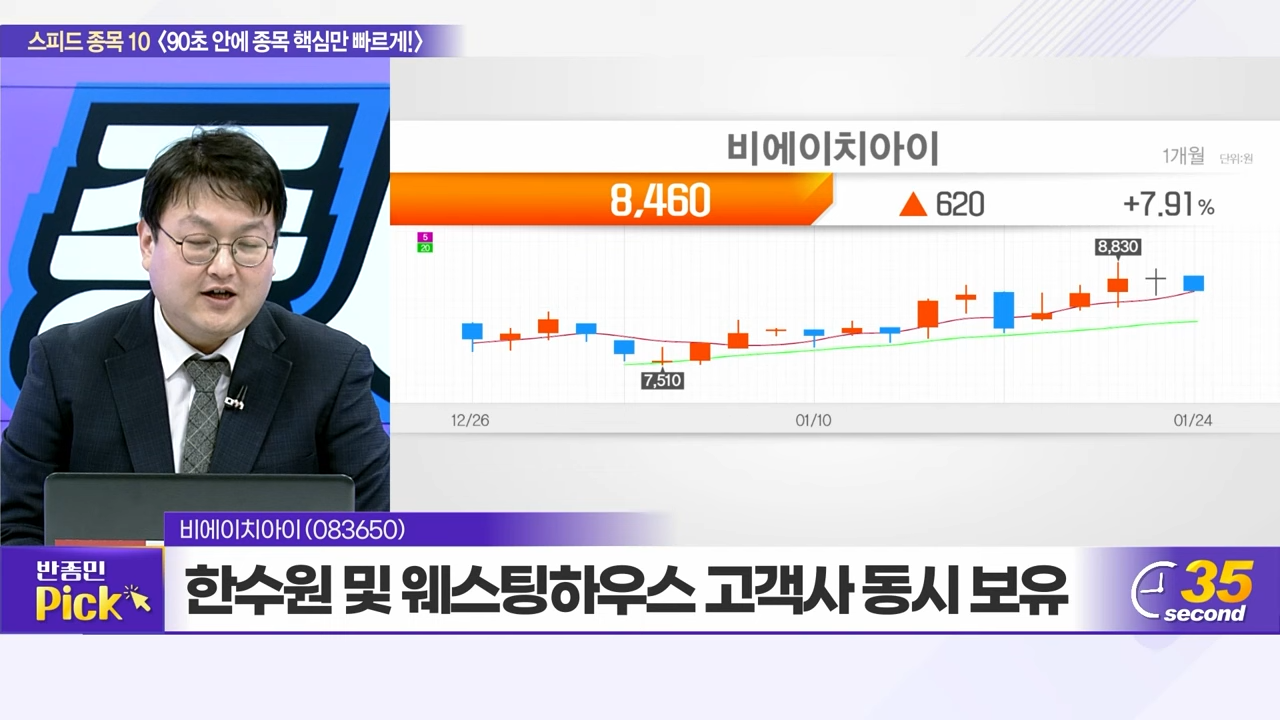 스피드 종목 10 〈90초 안에 종목 핵심만 빠르게!〉
비에이치아이
1개월 단위:원
8,460 ▲ 620 +7.91%
5
20
8,830
7,510
12/26 01/10 01/24
비에이치아이 (083650)
반종민
Pick
한수원 및 웨스팅하우스 고객사 동시 보유
35
second